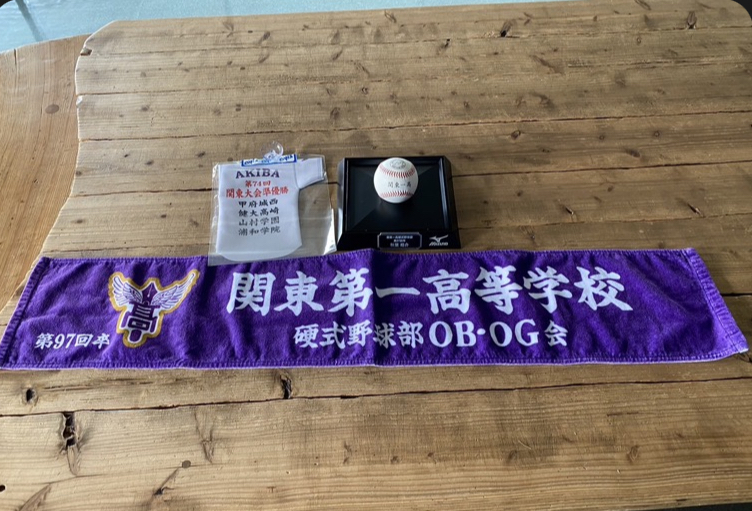 AKIBA
第74回
関東大会準優勝
甲府城西
健大高崎
山村学園
浦和学院
関東一高
MIZUNO
高
関東第一高等学校
第97回卒
硬式野球部OB・OG会